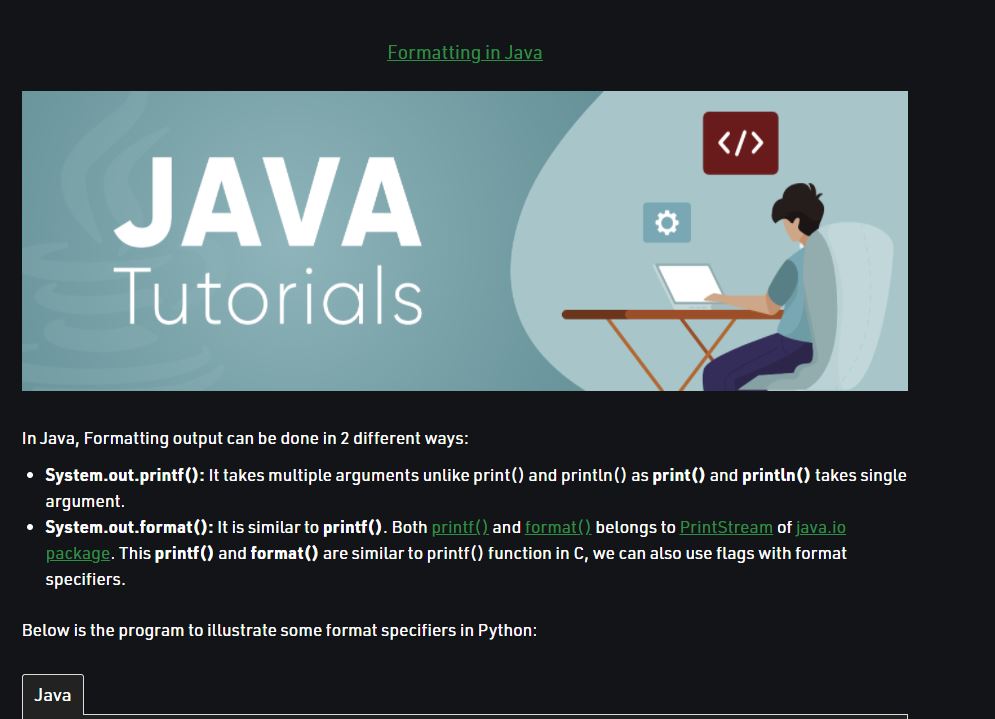 Formatting in Java
JAVA
Tutorials
</>
In Java, Formatting output can be done in 2 different ways:
• System.out.printf(): It takes multiple arguments unlike print() and println() as print() and println() takes single
argument.
• System.out.format(): It is similar to printf(). Both printf() and format() belongs to PrintStream of java.io
package. This printf() and format() are similar to printf() function in C, we can also use flags with format
specifiers.
Below is the program to illustrate some format specifiers in Python:
Java